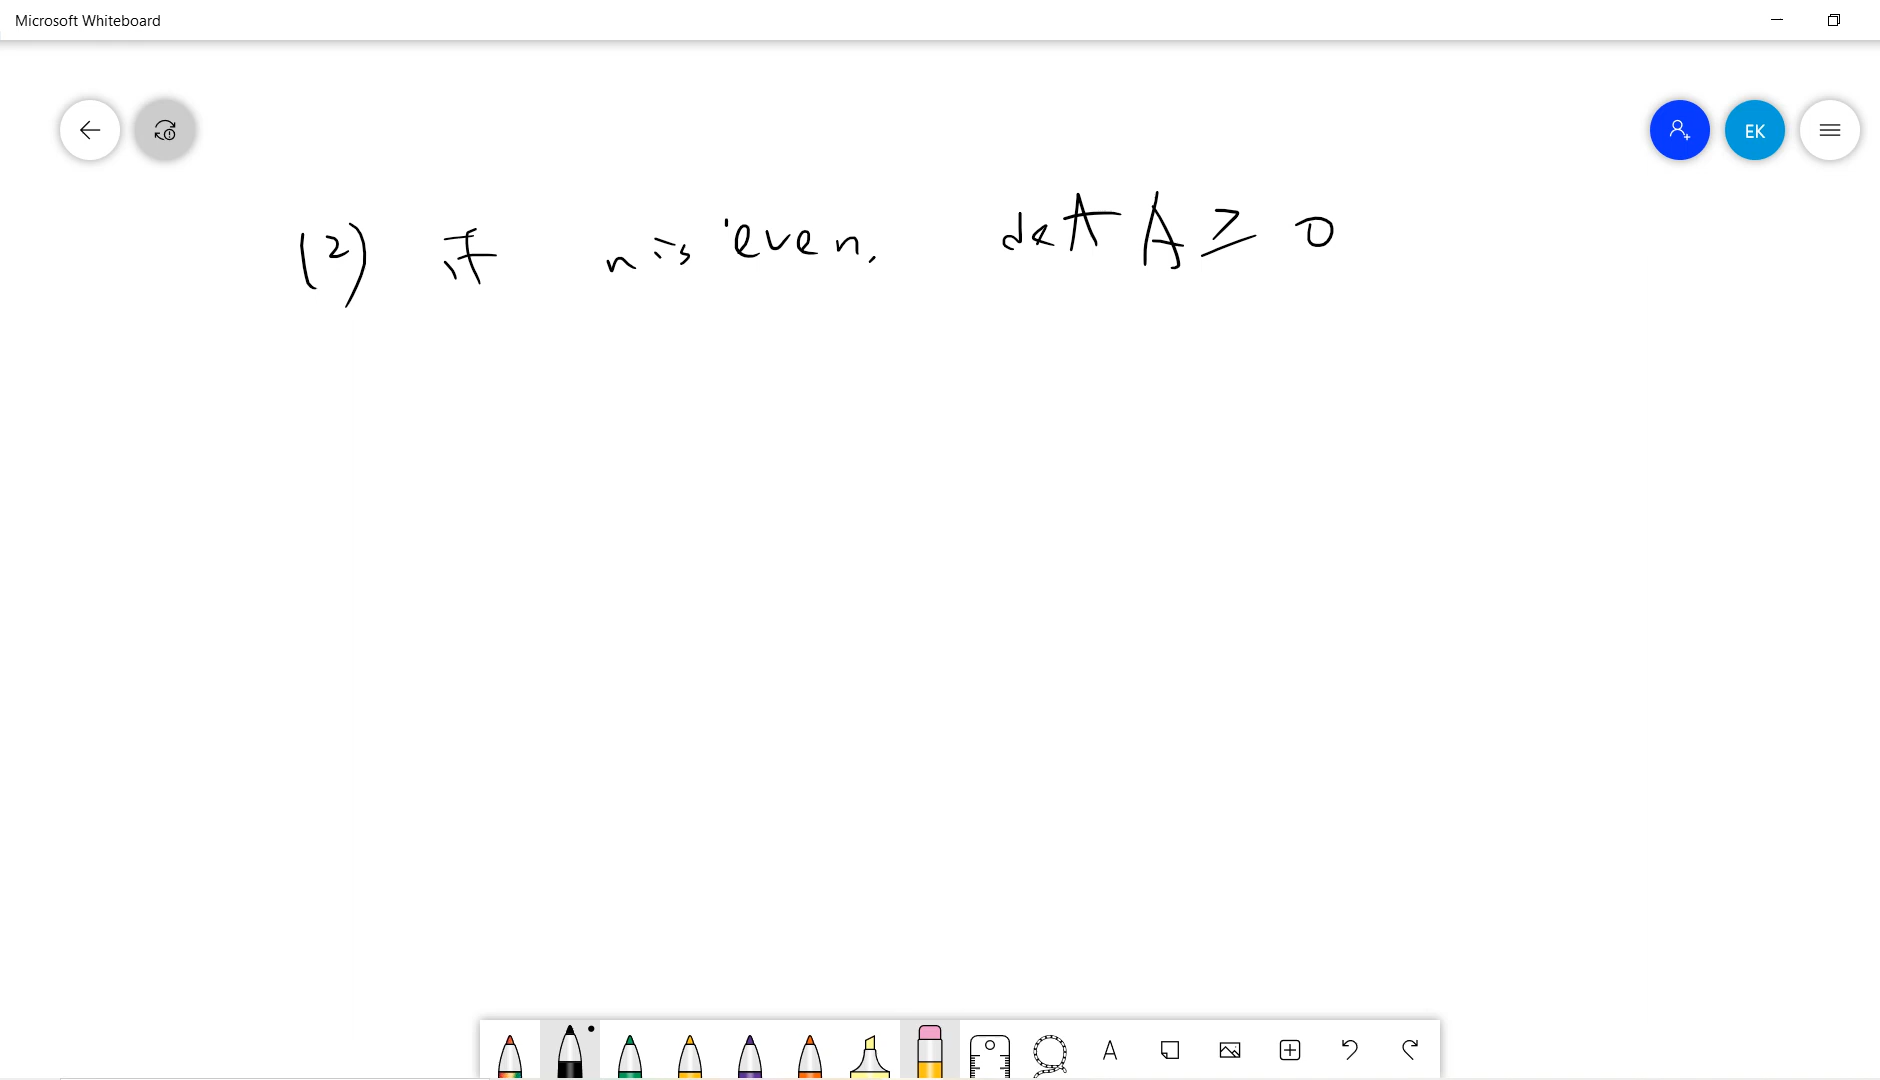 Microsoft Whiteboard
EK
(2) if n is even, det A ≥ 0
A